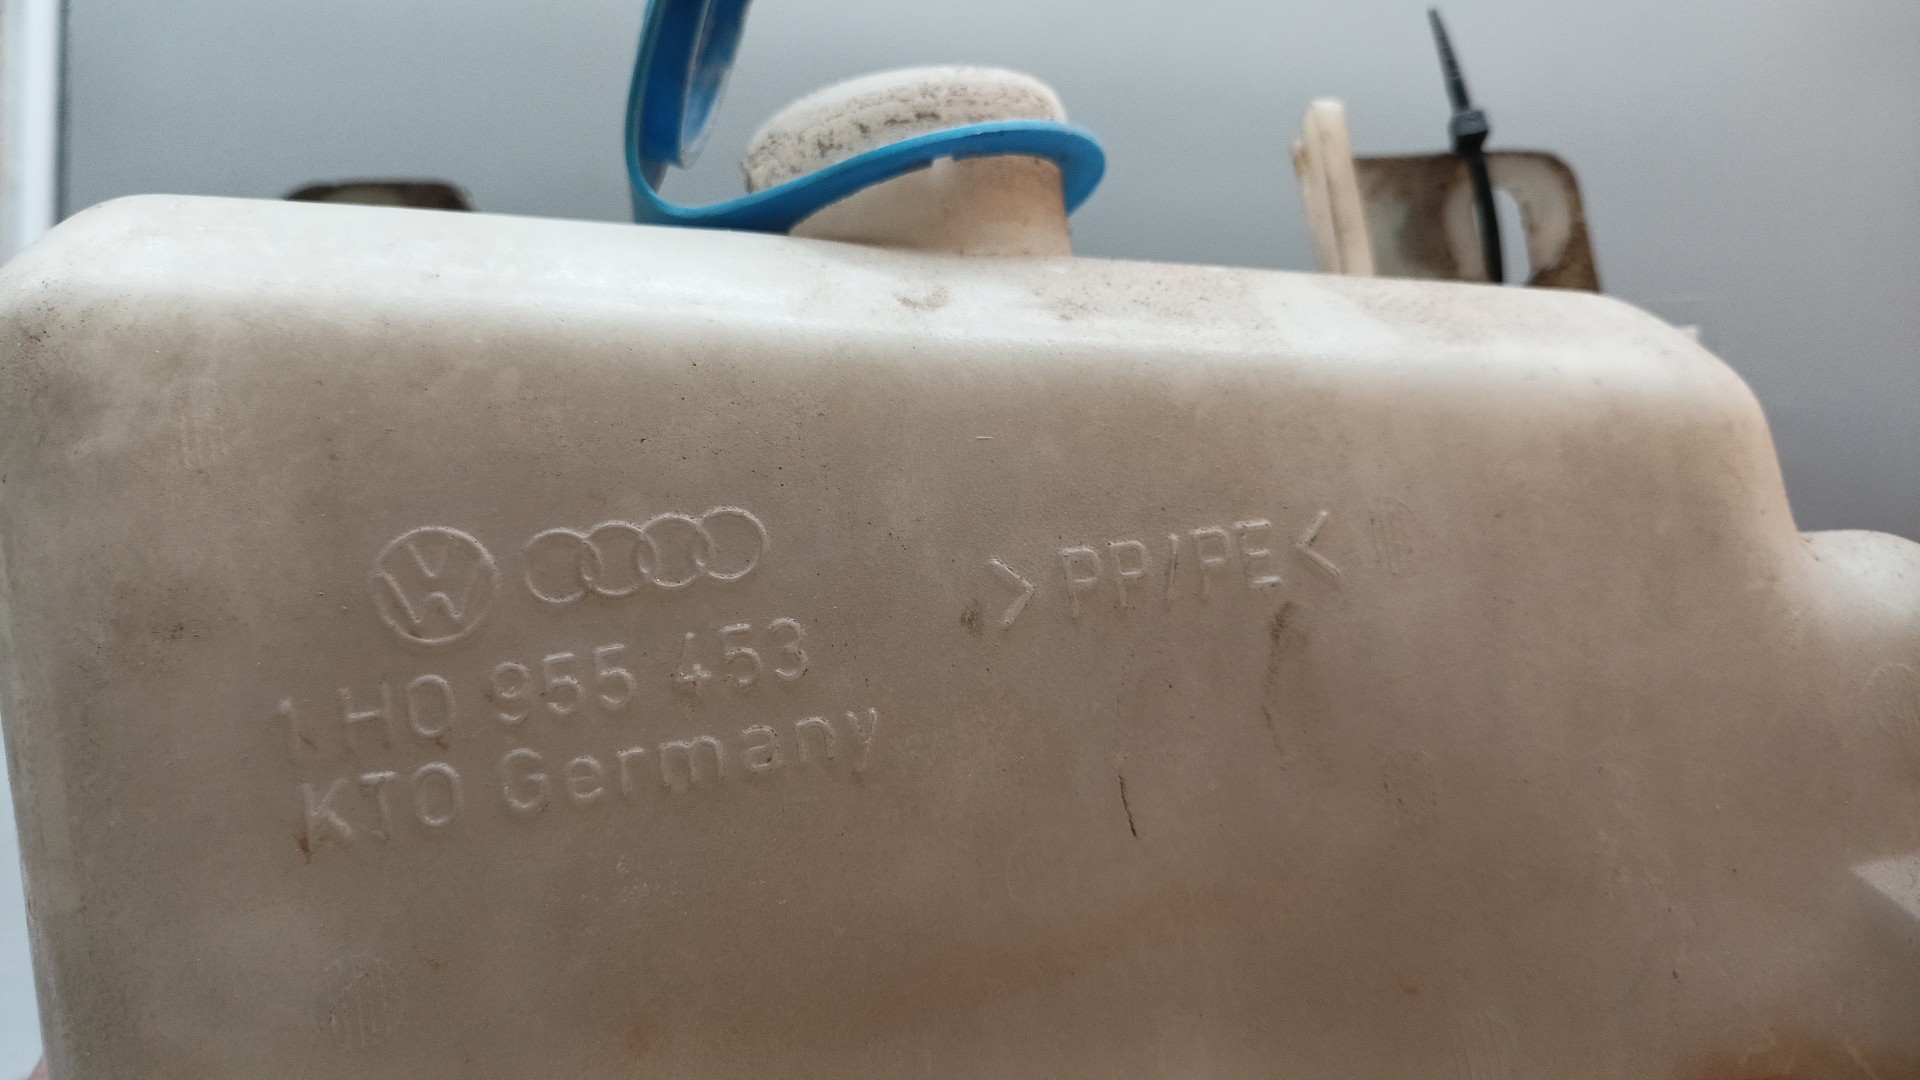 1H0 955 453
KTO Germany
>PP/PE<